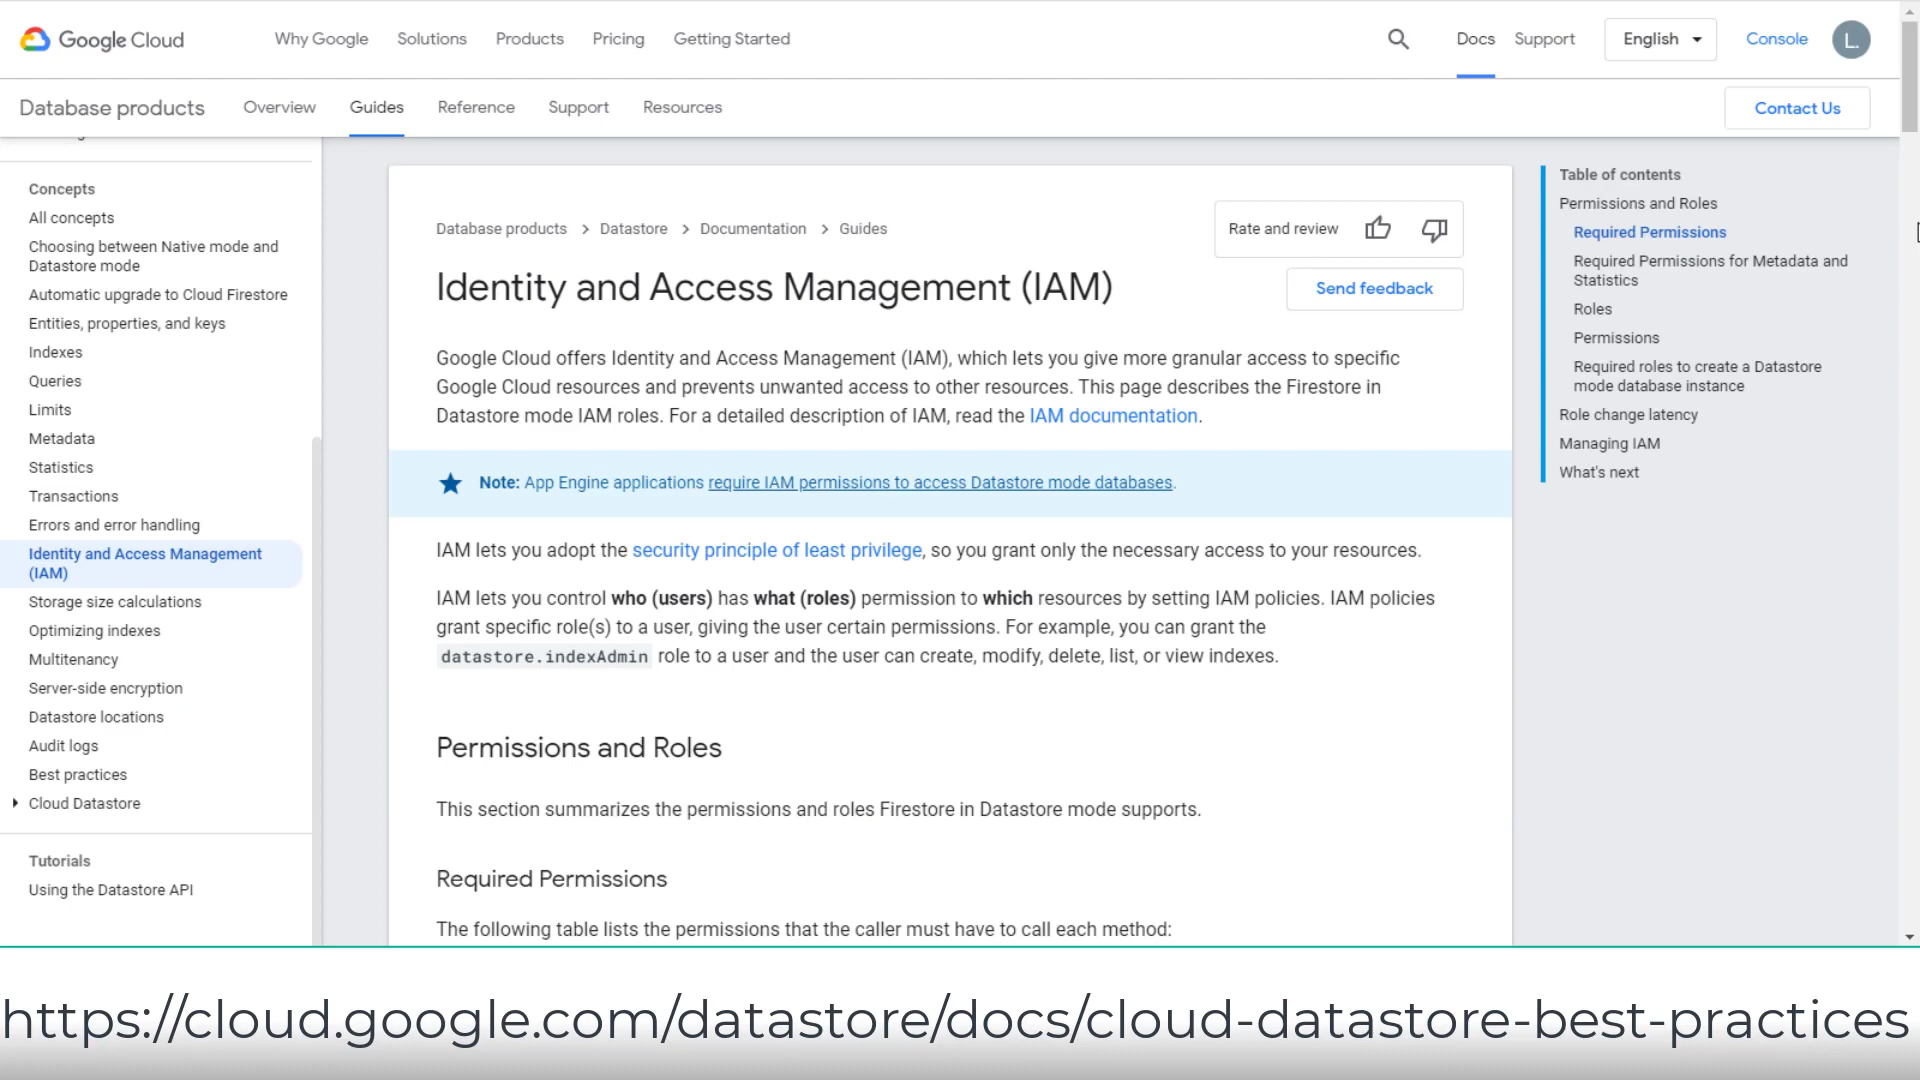 Google Cloud
Why Google Solutions Products Pricing Getting Started
Docs Support English Console L.
Database products Overview Guides Reference Support Resources
Contact Us
Concepts
All concepts
Choosing between Native mode and
Datastore mode
Automatic upgrade to Cloud Firestore
Entities, properties, and keys
Indexes
Queries
Limits
Metadata
Statistics
Transactions
Errors and error handling
Identity and Access Management
(IAM)
Storage size calculations
Optimizing indexes
Multitenancy
Server-side encryption
Datastore locations
Audit logs
Best practices
Cloud Datastore
Tutorials
Using the Datastore API
Database products > Datastore > Documentation > Guides
Rate and review
Identity and Access Management (IAM)
Send feedback
Google Cloud offers Identity and Access Management (IAM), which lets you give more granular access to specific
Google Cloud resources and prevents unwanted access to other resources. This page describes the Firestore in
Datastore mode IAM roles. For a detailed description of IAM, read the IAM documentation.
Note: App Engine applications require IAM permissions to access Datastore mode databases.
IAM lets you adopt the security principle of least privilege, so you grant only the necessary access to your resources.
IAM lets you control who (users) has what (roles) permission to which resources by setting IAM policies. IAM policies
grant specific role(s) to a user, giving the user certain permissions. For example, you can grant the
datastore.indexAdmin role to a user and the user can create, modify, delete, list, or view indexes.
Permissions and Roles
This section summarizes the permissions and roles Firestore in Datastore mode supports.
Required Permissions
The following table lists the permissions that the caller must have to call each method:
Table of contents
Permissions and Roles
Required Permissions
Required Permissions for Metadata and
Statistics
Roles
Permissions
Required roles to create a Datastore
mode database instance
Role change latency
Managing IAM
What's next
https://cloud.google.com/datastore/docs/cloud-datastore-best-practices